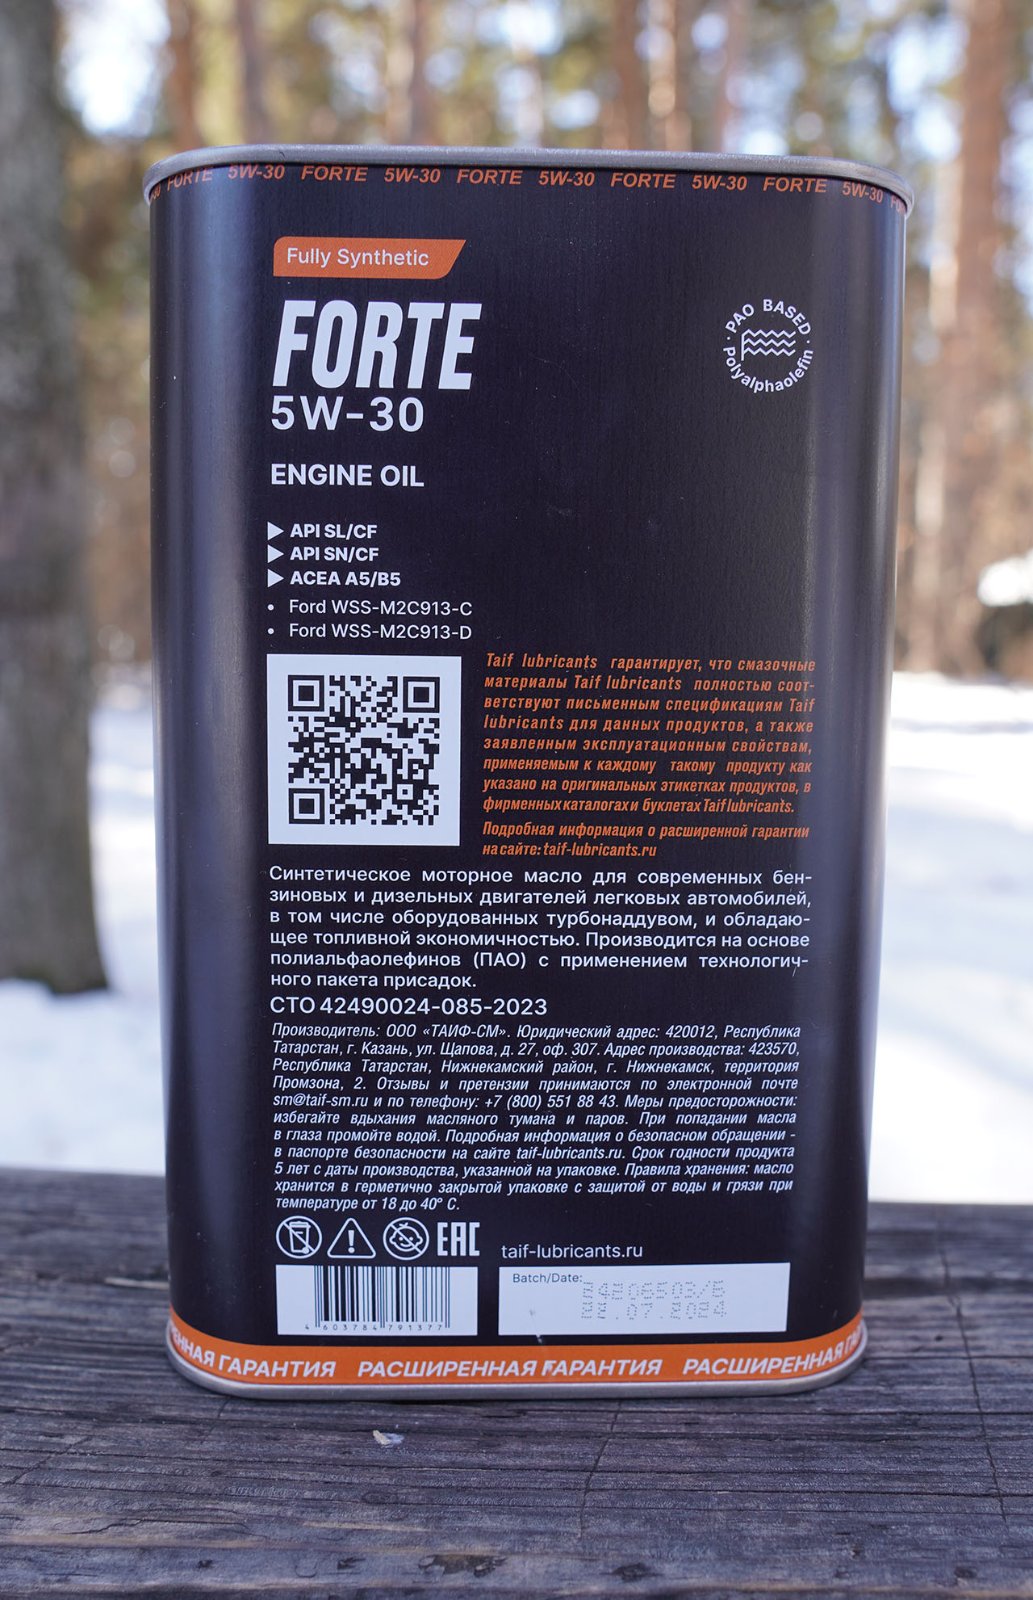 FORTE 5W-30 FORTE 5W-30 FORTE 5W-30 FORTE 5W-30 FORTE 5W-30
Fully Synthetic
FORTE
5W-30
PAO BASED
Polyalphaolefin
ENGINE OIL
API SL/CF
API SN/CF
ACEA A5/B5
• Ford WSS-M2C913-C
• Ford WSS-M2C913-D
Taif lubricants гарантирует, что смазочные
материалы Taif lubricants полностью соот-
ветствуют письменным спецификациям Taif
lubricants для данных продуктов, а также
заявленным эксплуатационным свойствам,
применяемым к каждому такому продукту как
указано на оригинальных этикетках продуктов, в
фирменных каталогах и буклетах Taif lubricants.
Подробная информация о расширенной гарантии
на сайте: taif-lubricants.ru
Синтетическое моторное масло для современных бен-
зиновых и дизельных двигателей легковых автомобилей,
в том числе оборудованных турбонаддувом, и обладаю-
щее топливной экономичностью. Производится на основе
полиальфаолефинов (ПАО) с применением технологич-
ного пакета присадок.
СТО 42490024-085-2023
Производитель: ООО «ТАИФ-СМ». Юридический адрес: 420012, Республика
Татарстан, г. Казань, ул. Щапова, д. 27, оф. 307. Адрес производства: 423570,
Республика Татарстан, Нижнекамский район, г. Нижнекамск, территория
Промзона, 2. Отзывы и претензии принимаются по электронной почте
sm@taif-sm.ru и по телефону: +7 (800) 551 88 43. Меры предосторожности:
избегайте вдыхания масляного тумана и паров. При попадании масла
в глаза промойте водой. Подробная информация о безопасном обращении -
в паспорте безопасности на сайте taif-lubricants.ru. Срок годности продукта
5 лет с даты производства, указанной на упаковке. Правила хранения: масло
хранится в герметично закрытой упаковке с защитой от воды и грязи при
температуре от 18 до 40° С.
EAC taif-lubricants.ru
Batch/Date:
22.07.2024
4 603784 791377
ЕННАЯ ГАРАНТИЯ РАСШИРЕННАЯ ГАРАНТИЯ РАСШИРЕННАЯ ГАРАНТИЯ